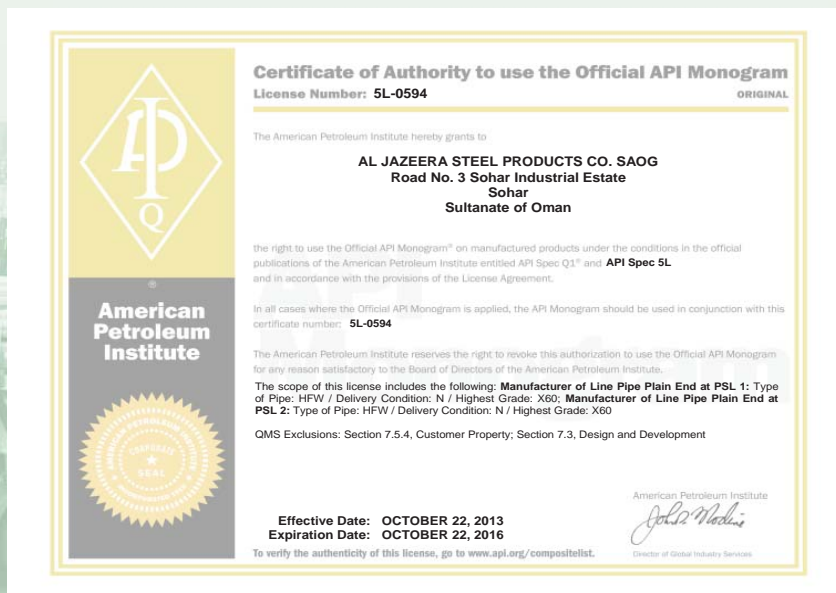 Certificate of Authority to use the Official API Monogram
License Number: 5L-0594
ORIGINAL
The American Petroleum Institute hereby grants to
AL JAZEERA STEEL PRODUCTS CO. SAOG
Road No. 3 Sohar Industrial Estate
Sohar
Sultanate of Oman
the right to use the Official API Monogram® on manufactured products under the conditions in the official
publications of the American Petroleum Institute entitled API Spec Q1® and API Spec 5L
and in accordance with the provisions of the License Agreement.
In all cases where the Official API Monogram is applied, the API Monogram should be used in conjunction with this
certificate number: 5L-0594
The American Petroleum Institute reserves the right to revoke this authorization to use the Official API Monogram
for any reason satisfactory to the Board of Directors of the American Petroleum Institute.
The scope of this license includes the following: Manufacturer of Line Pipe Plain End at PSL 1: Type
of Pipe: HFW / Delivery Condition: N / Highest Grade: X60; Manufacturer of Line Pipe Plain End at
PSL 2: Type of Pipe: HFW / Delivery Condition: N / Highest Grade: X60
QMS Exclusions: Section 7.5.4, Customer Property; Section 7.3, Design and Development
Effective Date: OCTOBER 22, 2013
Expiration Date: OCTOBER 22, 2016
To verify the authenticity of this license, go to www.api.org/compositelist.
American Petroleum Institute
Director of Global Industry Services
API
Q
®
American
Petroleum
Institute
AMERICAN PETROLEUM INSTITUTE
CORPORATE
SEAL
API
Monogram